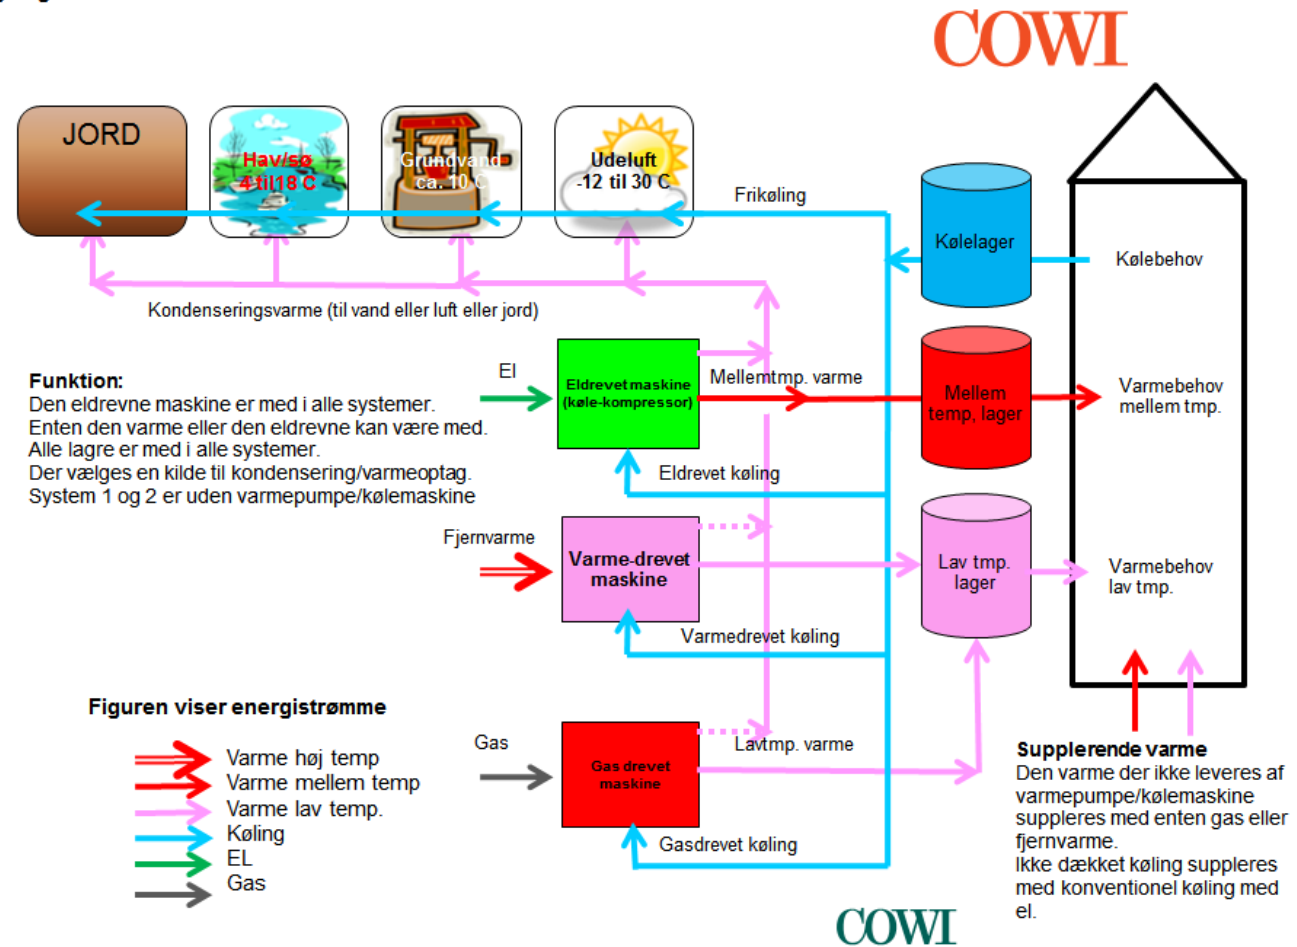 COWI
JORD
Hav/sø
4 til18 C
Grundvand
ca. 10 C
Udeluft
-12 til 30 C
Frikøling
Kølelager
Kølebehov
Kondenseringsvarme (til vand eller luft eller jord)
Funktion:
Den eldrevne maskine er med i alle systemer.
Enten den varme eller den eldrevne kan være med.
Alle lagre er med i alle systemer.
Der vælges en kilde til kondensering/varmeoptag.
System 1 og 2 er uden varmepumpe/kølemaskine
El
Eldrevet maskine
(køle-kompressor)
Mellemtmp. varme
Mellem
temp, lager
Varmebehov
mellem tmp.
Eldrevet køling
Fjernvarme
Varme-drevet
maskine
Lav tmp.
lager
Varmebehov
lav tmp.
Varmedrevet køling
Figuren viser energistrømme
Varme høj temp
Varme mellem temp
Varme lav temp.
Køling
EL
Gas
Gas
Gas drevet
maskine
Lavtmp. varme
Gasdrevet køling
Supplerende varme
Den varme der ikke leveres af
varmepumpe/kølemaskine
suppleres med enten gas eller
fjernvarme.
Ikke dækket køling suppleres
med konventionel køling med
el.
COWI